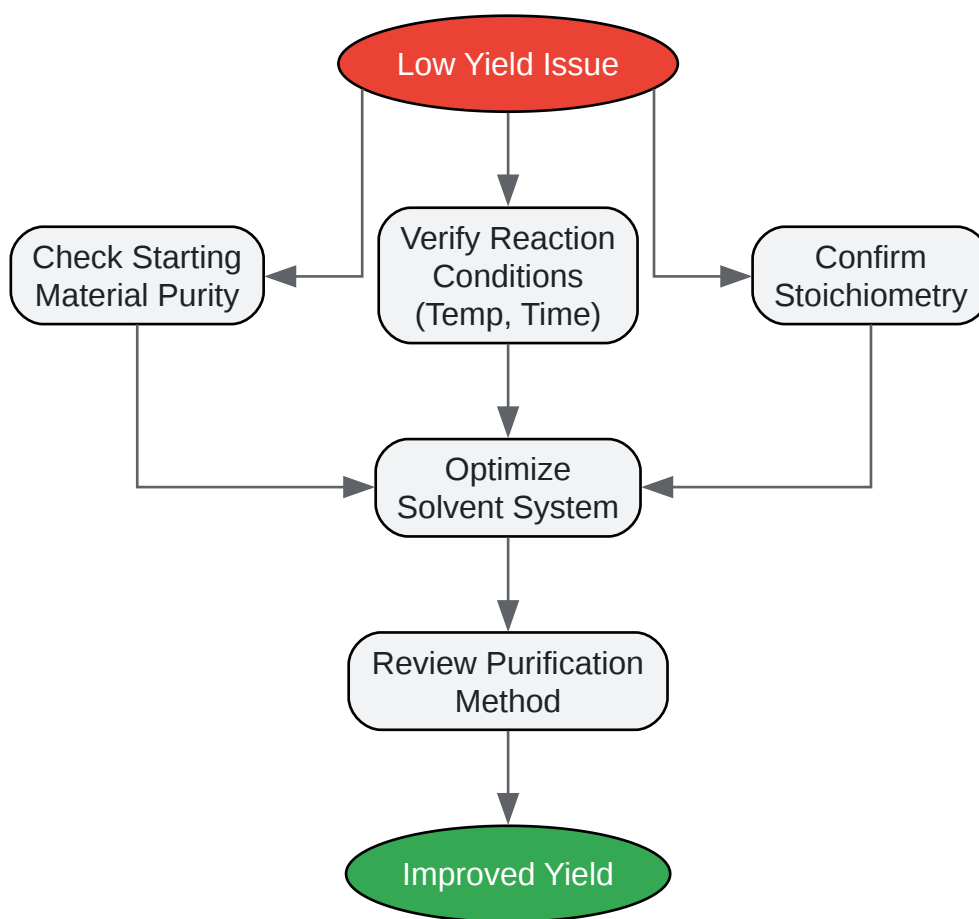 Low Yield Issue
Check Starting
Material Purity
Verify Reaction
Conditions
(Temp, Time)
Confirm
Stoichiometry
Optimize
Solvent System
Review Purification
Method
Improved Yield